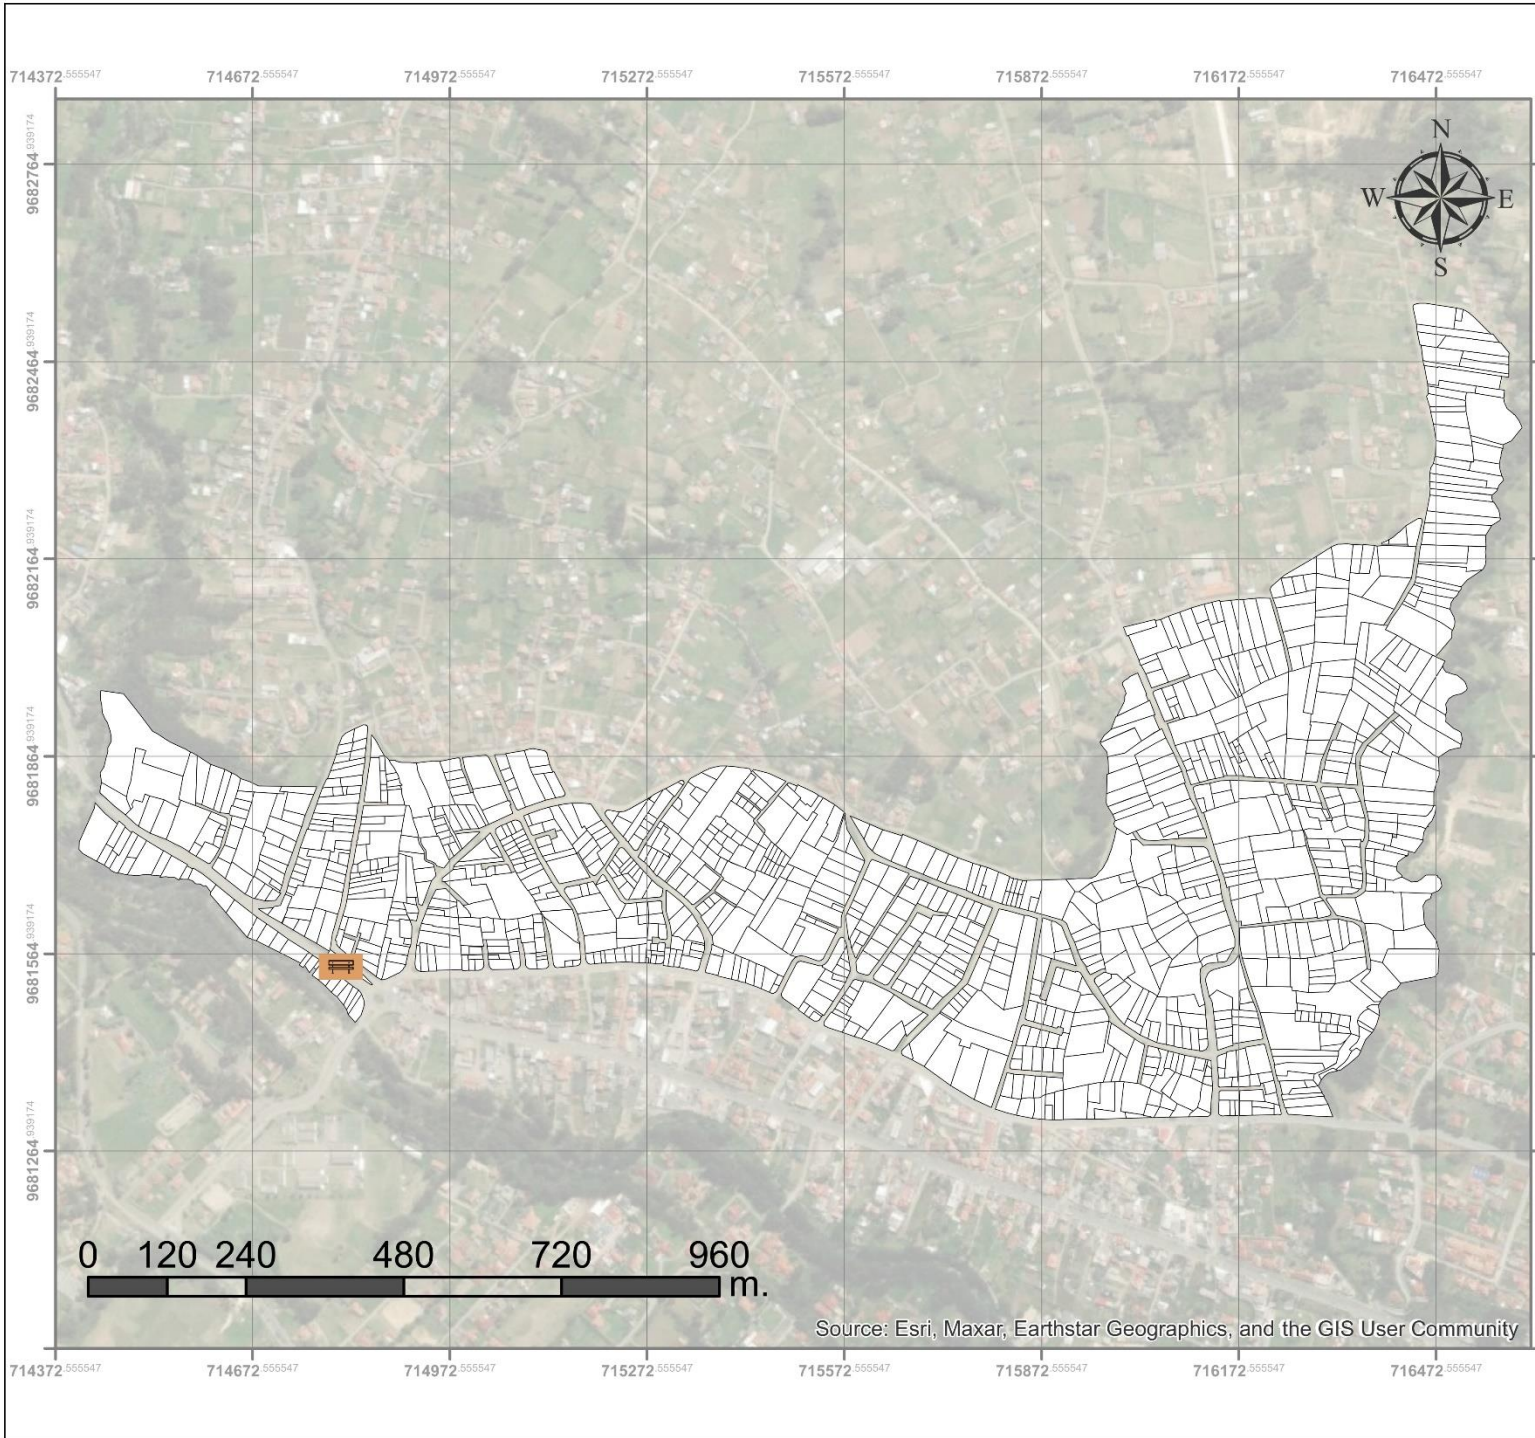 714372.555547 714672.555547 714972.555547 715272.555547 715572.555547 715872.555547 716172.555547 716472.555547
N
W E
S
9682764.939174
9682464.939174
9682164.939174
9681864.939174
9681564.939174
9681264.939174
0 120 240 480 720 960
m.
Source: Esri, Maxar, Earthstar Geographics, and the GIS User Community
714372.555547 714672.555547 714972.555547 715272.555547 715572.555547 715872.555547 716172.555547 716472.555547